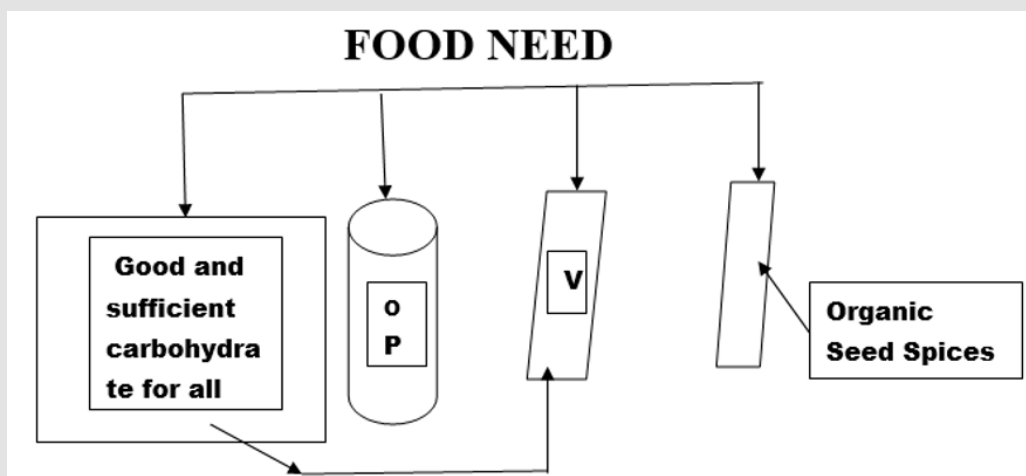 FOOD NEED
Good and
sufficient
carbohydra
te for all
O
P
V
Organic
Seed Spices